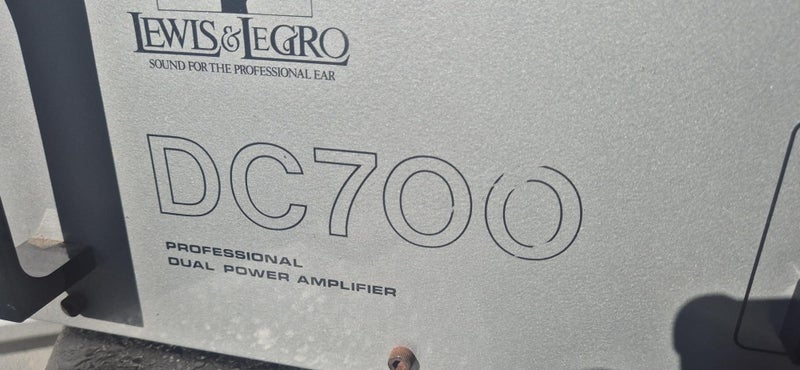 LEWIS & LEGRO
SOUND FOR THE PROFESSIONAL EAR
DC700
PROFESSIONAL
DUAL POWER AMPLIFIER